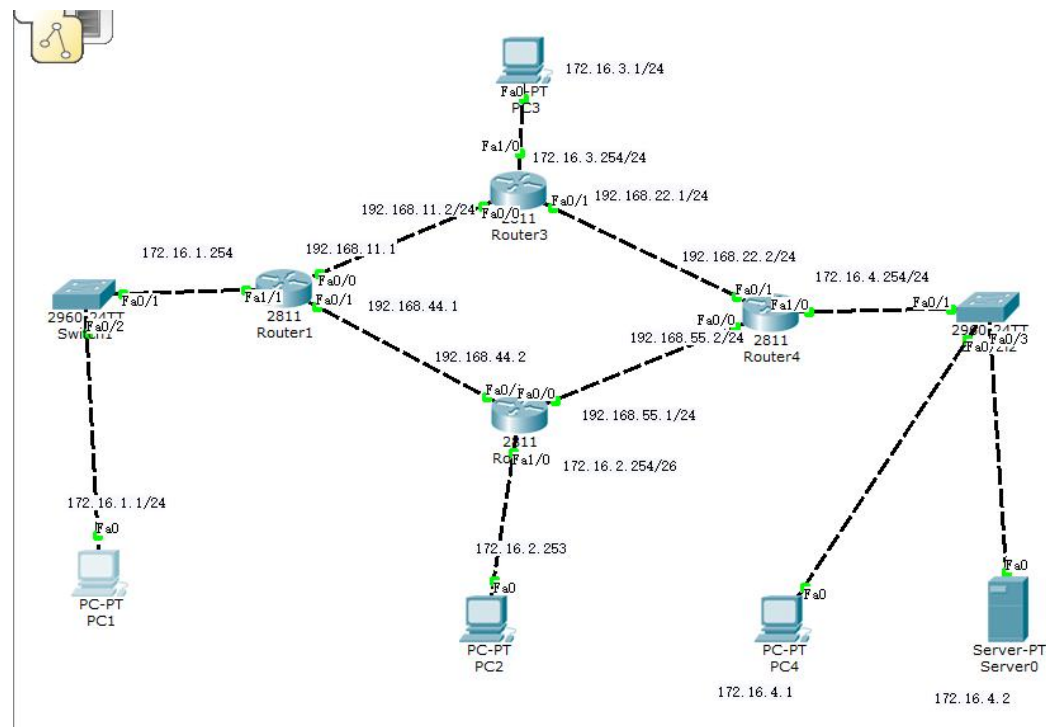 172.16.3.1/24
Fa0-PT
PC3
Fa1/0
172.16.3.254/24
192.168.11.2/24
Fa0/0
Fa0/1
192.168.22.1/24
Router3
192.168.11.1
192.168.22.2/24
172.16.1.254
172.16.4.254/24
Fa0/1
Fa1/1
Fa0/0
Fa0/1
2811
Router1
192.168.44.1
Fa0/1
Fa1/0
Fa0/1
Fa0/0
2811
Router4
192.168.55.2/24
Fa0/2
Fa0/3
192.168.44.2
Fa0/0
192.168.55.1/24
Fa1/0
172.16.2.254/26
172.16.1.1/24
Fa0
PC-PT
PC1
172.16.2.253
Fa0
PC-PT
PC2
Fa0
PC-PT
PC4
Fa0
Server-PT
Server0
172.16.4.1
172.16.4.2